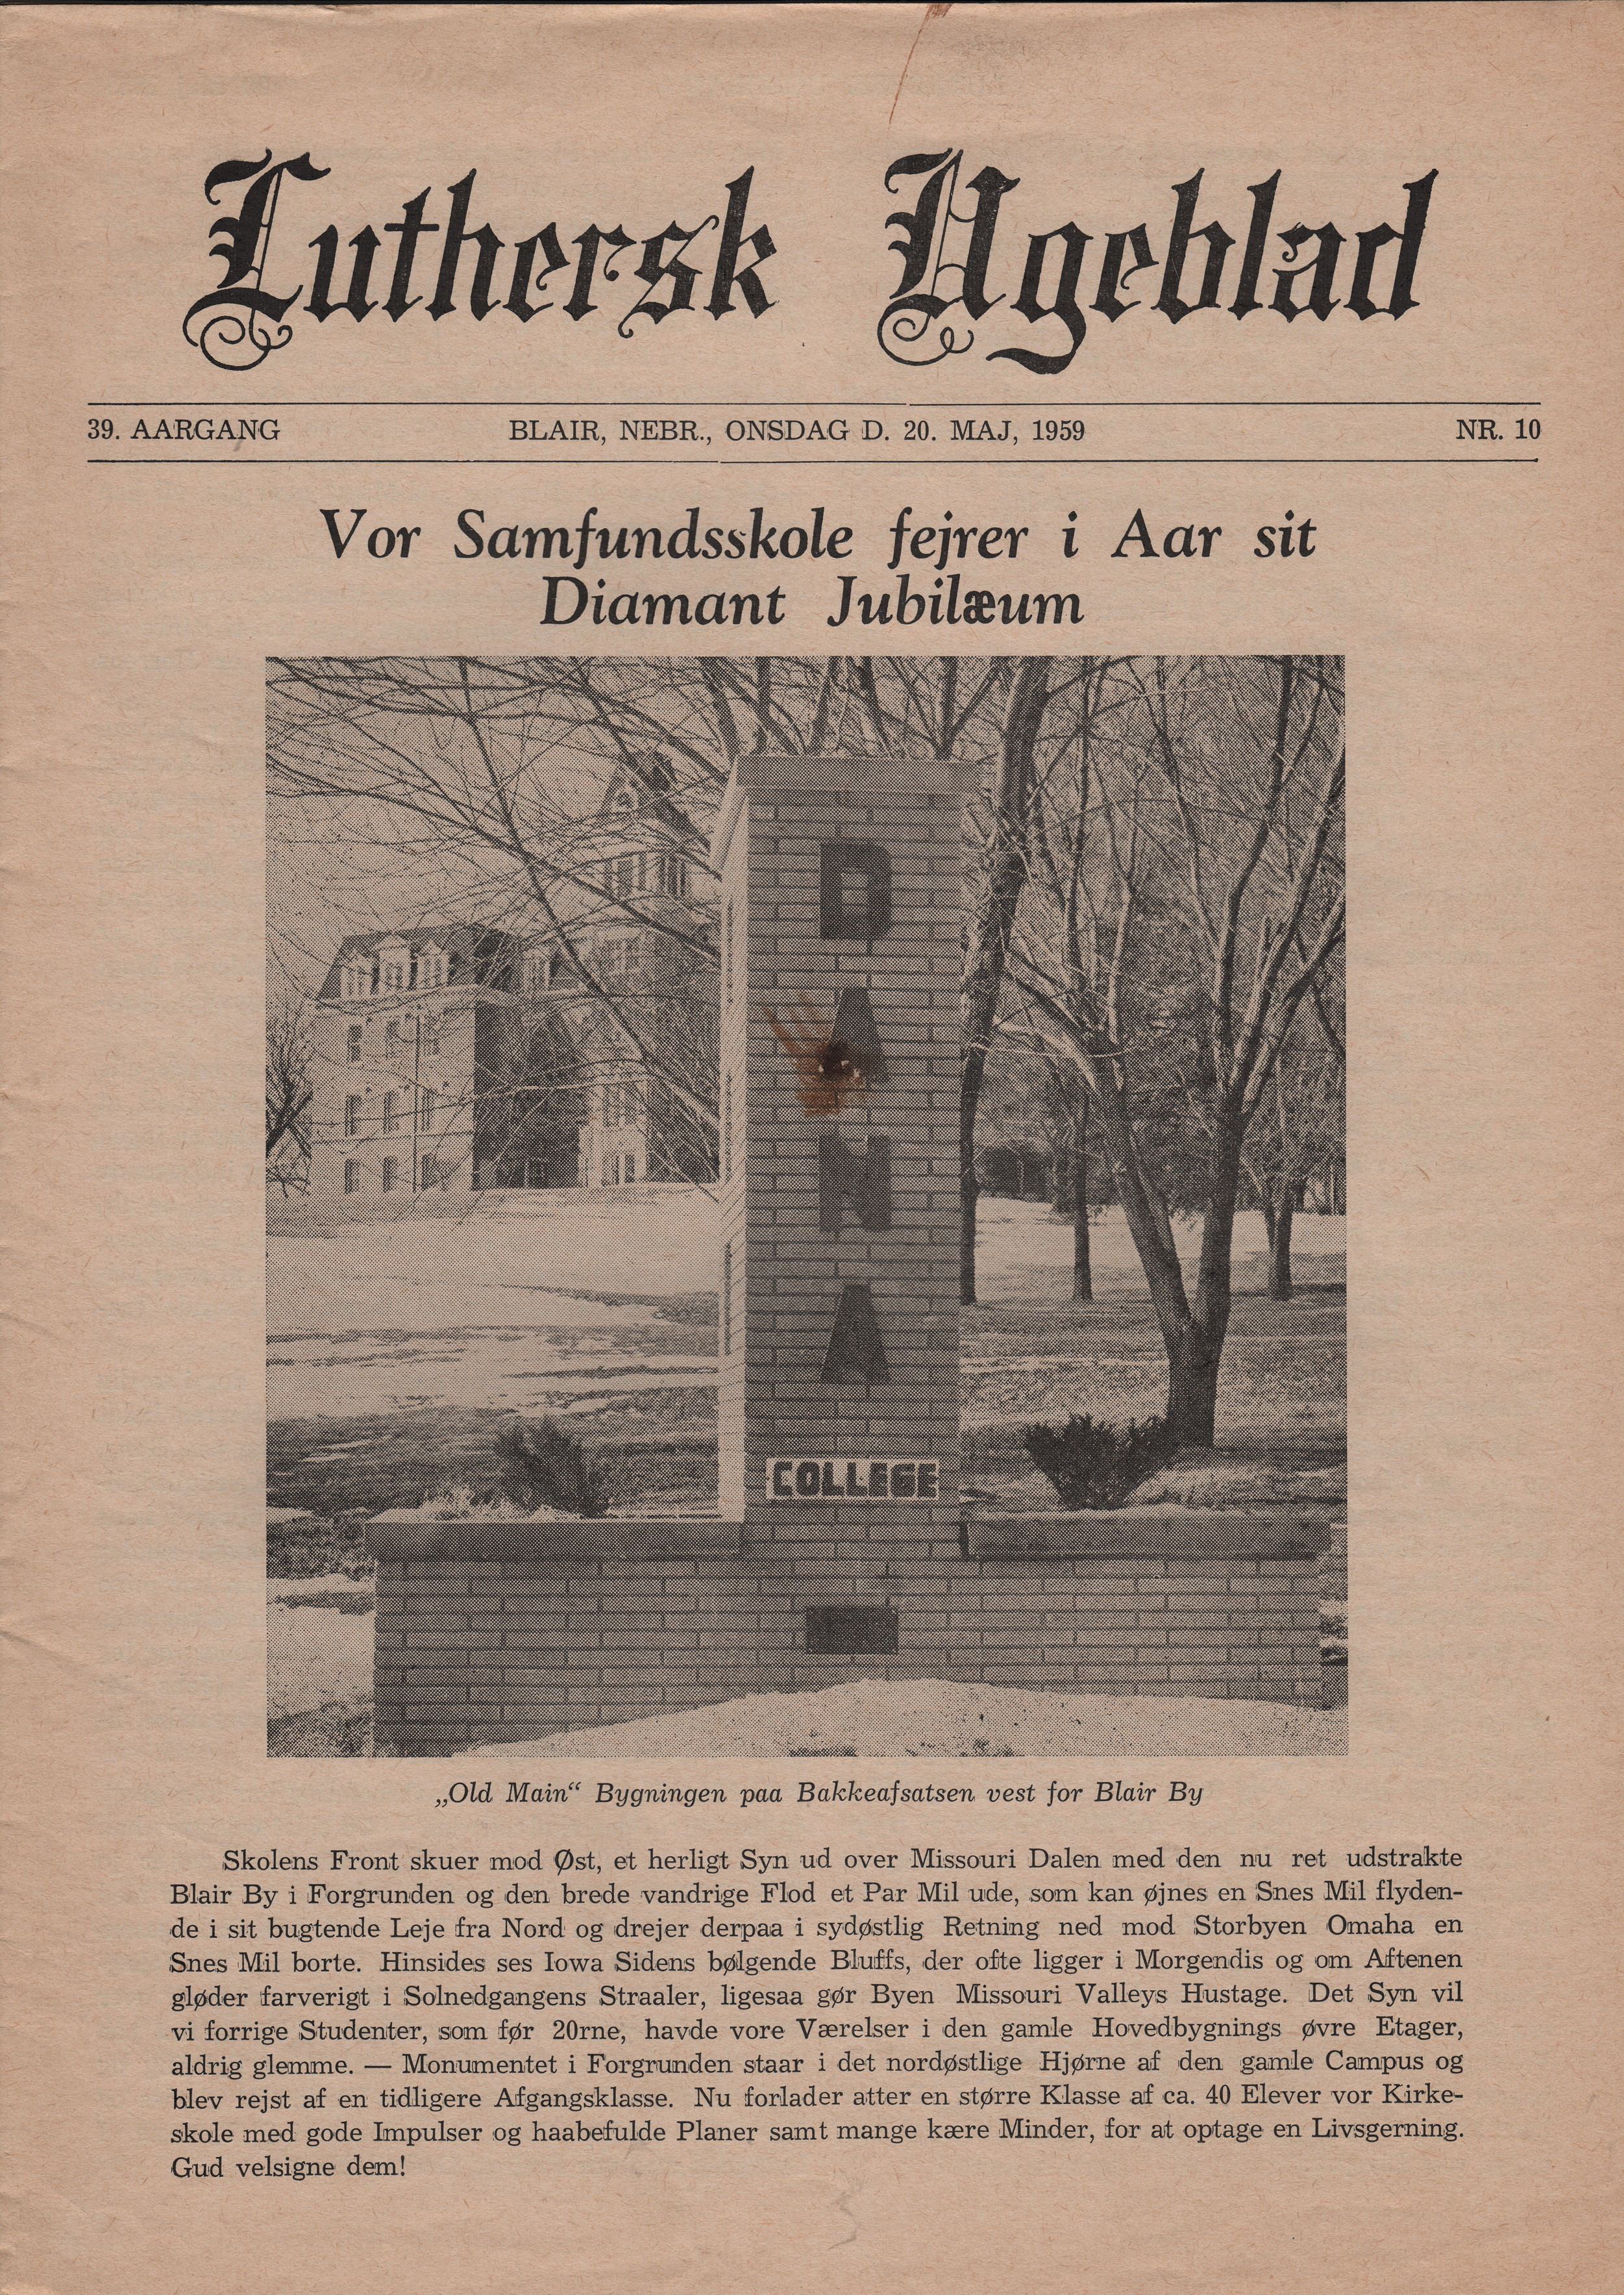 Luthersk Ugeblad
39. AARGANG BLAIR, NEBR., ONSDAG D. 20. MAJ, 1959 NR. 10
Vor Samfundsskole fejrer i Aar sit
Diamant Jubilæum
D
A
N
A
COLLEGE
„Old Main“ Bygningen paa Bakkeafsatsen vest for Blair By
Skolens Front skuer mod Øst, et herligt Syn ud over Missouri Dalen med den nu ret udstrakte
Blair By i Forgrunden og den brede vandrige Flod et Par Mil ude, som kan øjnes en Snes Mil flyden-
de i sit bugtende Leje fra Nord og drejer derpaa i sydøstlig Retning ned mod Storbyen Omaha en
Snes Mil borte. Hinsides ses Iowa Sidens bølgende Bluffs, der ofte ligger i Morgendis og om Aftenen
gløder farverigt i Solnedgangens Straaler, ligesaa gør Byen Missouri Valleys Hustage. Det Syn vil
vi forrige Studenter, som før 20rne, havde vore Værelser i den gamle Hovedbygnings øvre Etager,
aldrig glemme. — Monumentet i Forgrunden staar i det nordøstlige Hjørne af den gamle Campus og
blev rejst af en tidligere Afgangsklasse. Nu forlader atter en større Klasse af ca. 40 Elever vor Kirke-
skole med gode Impulser og haabefulde Planer samt mange kære Minder, for at optage en Livsgerning.
Gud velsigne dem!